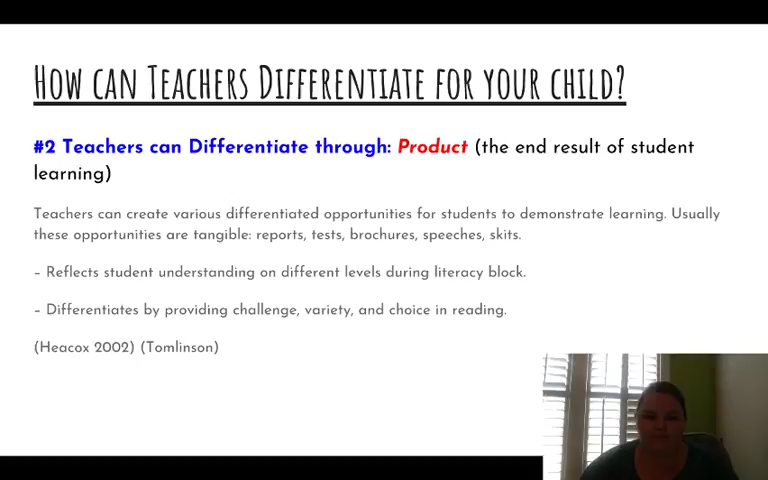 How can Teachers Differentiate for your child?
#2 Teachers can Differentiate through: Product (the end result of student
learning)
Teachers can create various differentiated opportunities for students to demonstrate learning. Usually
these opportunities are tangible: reports, tests, brochures, speeches, skits.
– Reflects student understanding on different levels during literacy block.
– Differentiates by providing challenge, variety, and choice in reading.
(Heacox 2002) (Tomlinson)